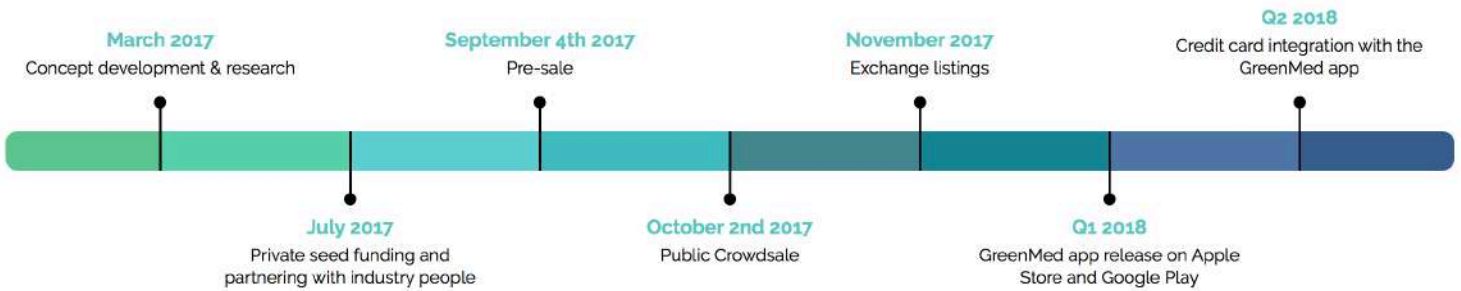 March 2017
Concept development & research
July 2017
Private seed funding and
partnering with industry people
September 4th 2017
Pre-sale
October 2nd 2017
Public Crowdsale
November 2017
Exchange listings
Q1 2018
GreenMed app release on Apple
Store and Google Play
Q2 2018
Credit card integration with the
GreenMed app